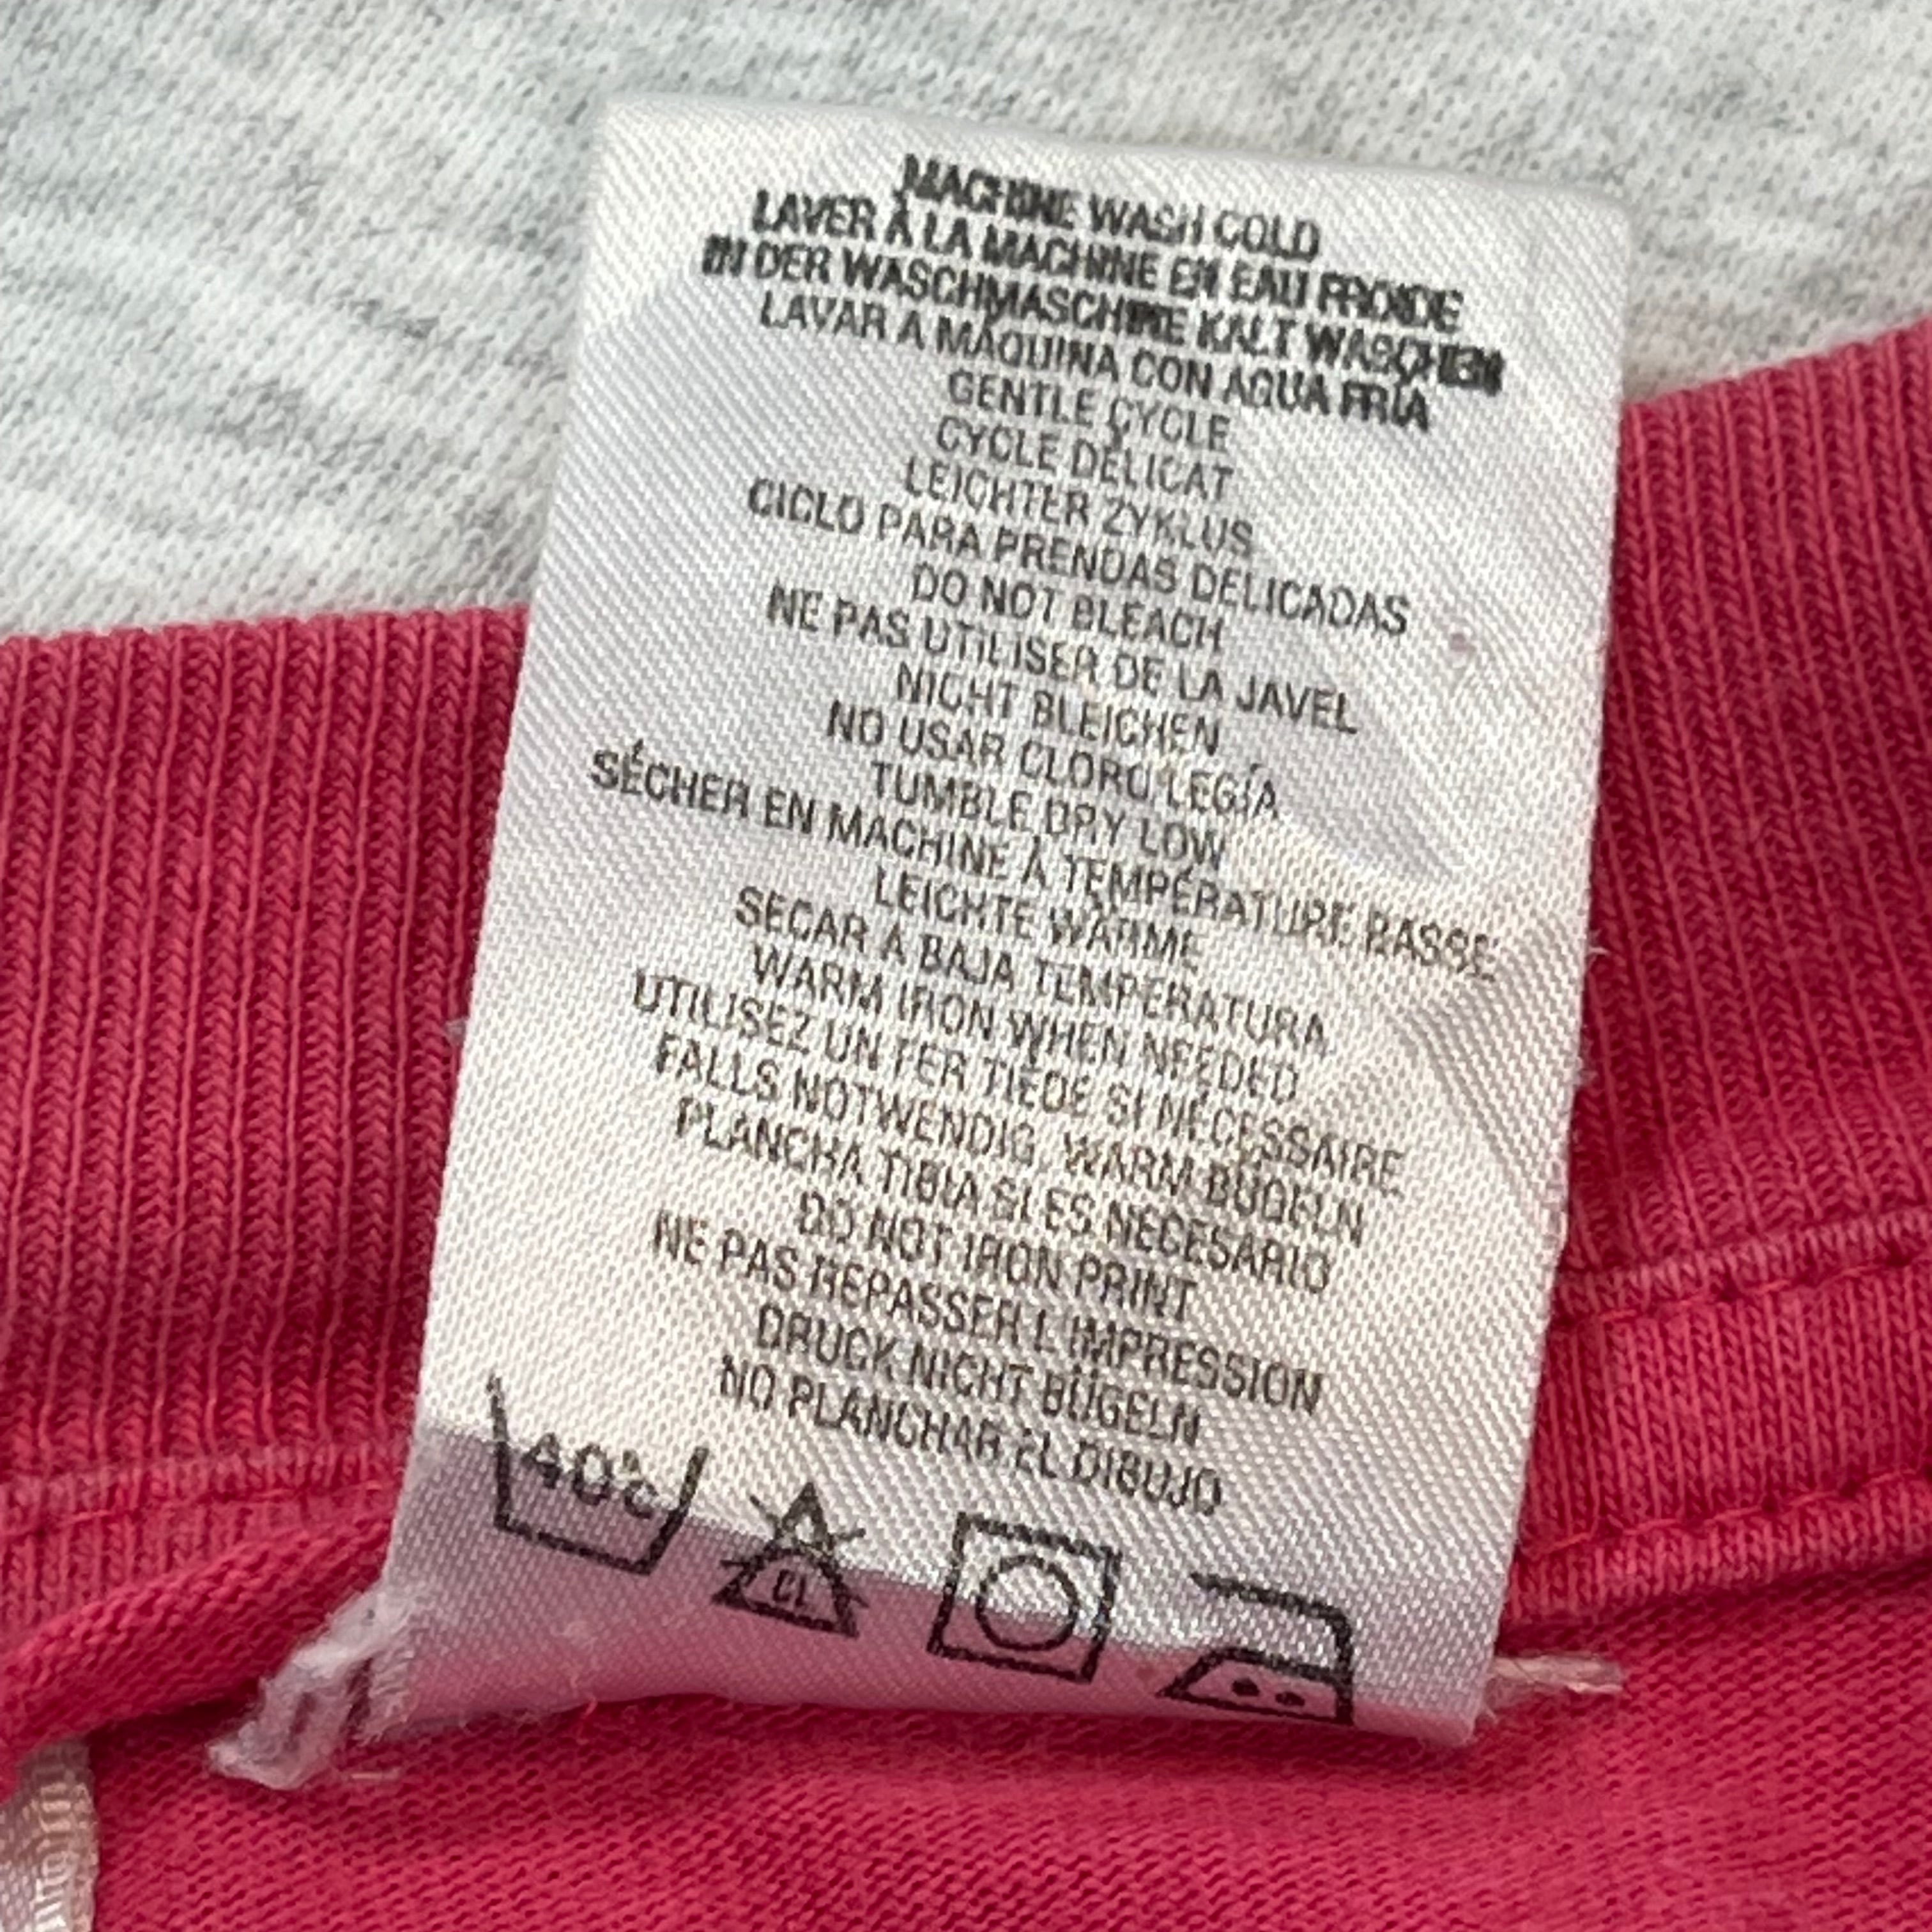 MACHINE WASH COLD
LAVER À LA MACHINE EN EAU FROIDE
IN DER WASCHMASCHINE KALT WASCHEN
LAVAR A MÁQUINA CON AGUA FRÍA
GENTLE CYCLE
CYCLE DÉLICAT
LEICHTER ZYKLUS
CICLO PARA PRENDAS DELICADAS
DO NOT BLEACH
NE PAS UTILISER DE LA JAVEL
NICHT BLEICHEN
NO USAR CLORO/LEGÍA
TUMBLE DRY LOW
SÉCHER EN MACHINE À TEMPÉRATURE BASSE
LEICHTE WÄRME
SECAR A BAJA TEMPERATURA
WARM IRON WHEN NEEDED
UTILISEZ UN FER TIÈDE SI NÉCESSAIRE
FALLS NOTWENDIG, WARM BÜGELN
PLANCHA TIBIA SI ES NECESARIO
DO NOT IRON PRINT
NE PAS REPASSER L'IMPRESSION
DRUCK NICHT BÜGELN
NO PLANCHAR EL DIBUJO
40°C
CL